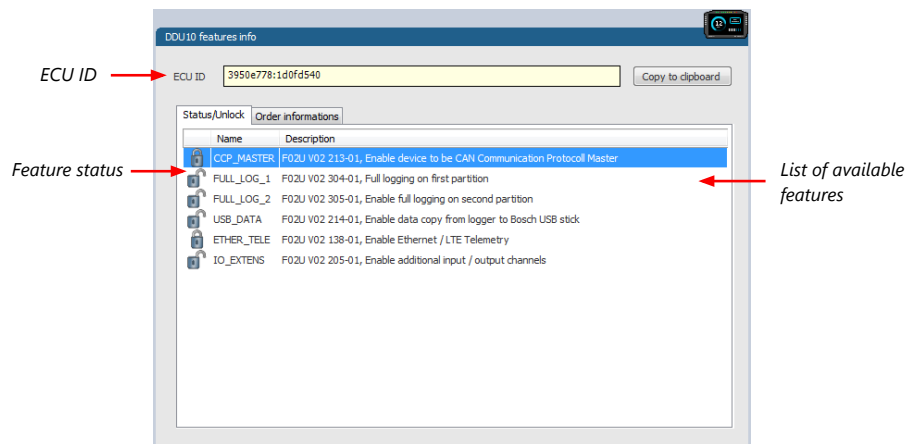 DDU10 features info
12
ECU ID
ECU ID
3950e778:1d0fd540
Copy to clipboard
Status/Unlock
Order informations
Name Description
Feature status
CCP_MASTER F02U V02 213-01, Enable device to be CAN Communication Protocoll Master
FULL_LOG_1 F02U V02 304-01, Full logging on first partition
FULL_LOG_2 F02U V02 305-01, Enable full logging on second partition
USB_DATA F02U V02 214-01, Enable data copy from logger to Bosch USB stick
ETHER_TELE F02U V02 138-01, Enable Ethernet / LTE Telemetry
IO_EXTENS F02U V02 205-01, Enable additional input / output channels
List of available
features